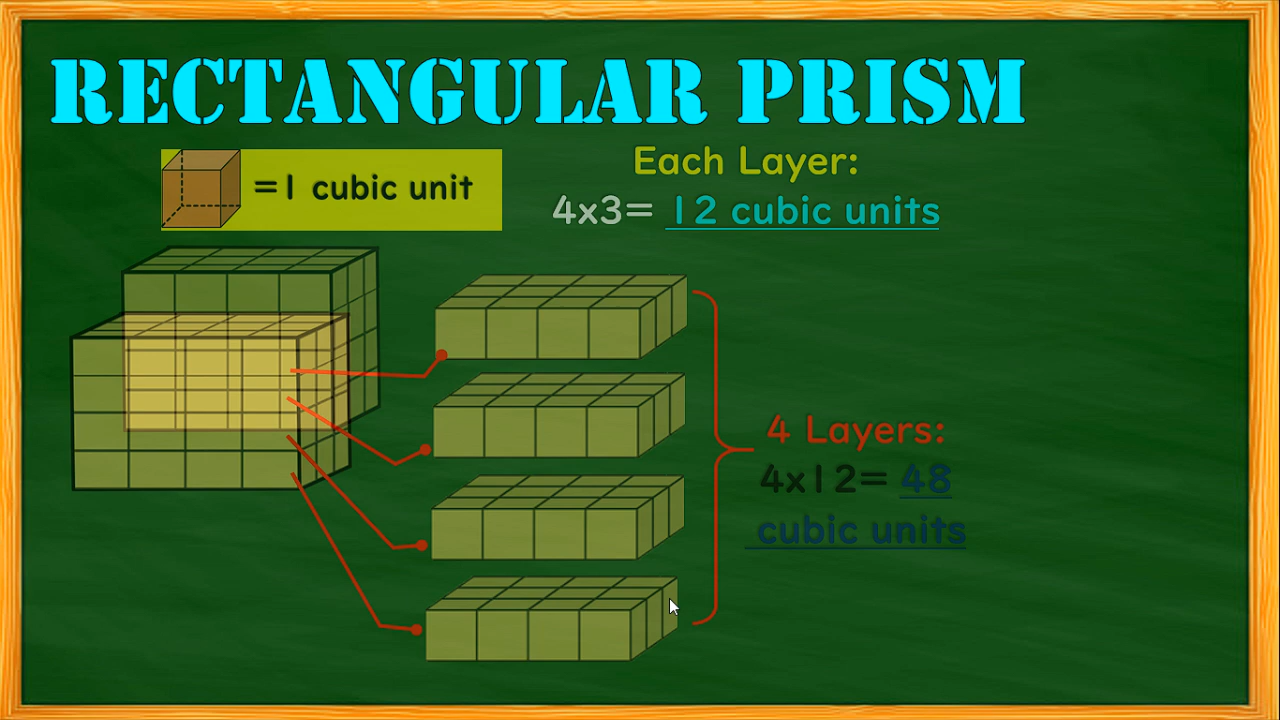 RECTANGULAR PRISM
=1 cubic unit
Each Layer:
4x3= 12 cubic units
4 Layers:
4x12= 48
cubic units